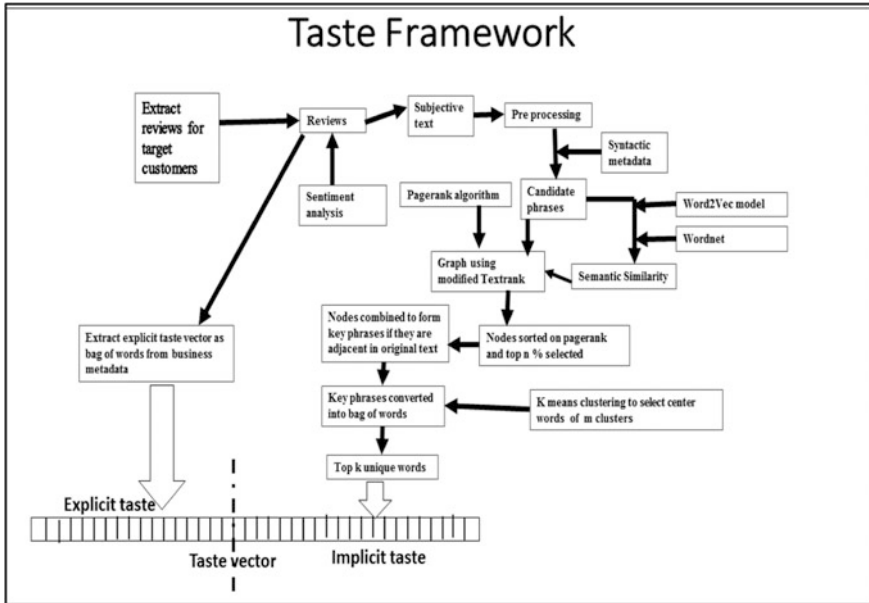 Taste Framework
Extract
reviews for
target
customers
Reviews
Subjective
text
Pre processing
Syntactic
metadata
Sentiment
analysis
Pagerank algorithm
Candidate
phrases
Word2Vec model
Wordnet
Graph using
modified Textrank
Semantic Similarity
Nodes combined to form
key phrases if they are
adjacent in original text
Nodes sorted on pagerank
and top n % selected
Extract explicit taste vector as
bag of words from business
metadata
Key phrases converted
into bag of words
K means clustering to select center
words of m clusters
Top k unique words
Explicit taste
Taste vector
Implicit taste